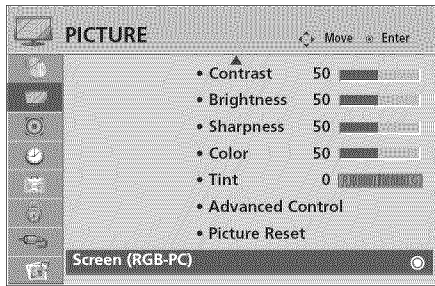 PICTURE
Move Enter
• Contrast 50
• Brightness 50
• Sharpness 50
• Color 50
• Tint 0
• Advanced Control
• Picture Reset
Screen (RGB-PC)